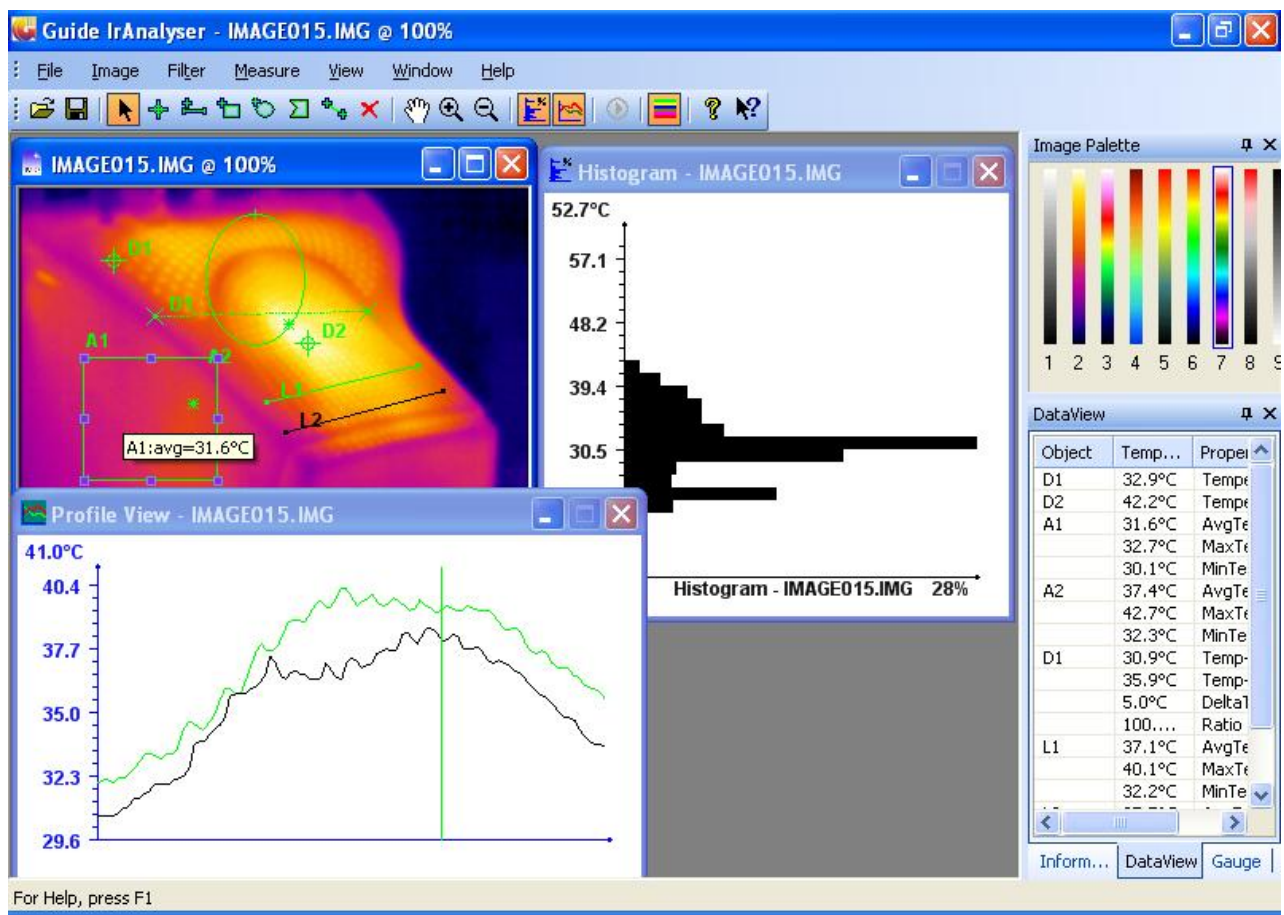 Guide IrAnalyser - IMAGE015.IMG @ 100%
File Image Filter Measure View Window Help
IMAGE015.IMG @ 100%
D1
D1
D2
A1
A2
L1
L2
A1:avg=31.6°C
Histogram - IMAGE015.IMG
52.7°C
57.1
48.2
39.4
30.5
Histogram - IMAGE015.IMG 28%
Profile View - IMAGE015.IMG
41.0°C
40.4
37.7
35.0
32.3
29.6
Image Palette
1 2 3 4 5 6 7 8 9
DataView
Object Temp... Proper
D1 32.9°C Tempe
D2 42.2°C Tempe
A1 31.6°C AvgTe
32.7°C MaxTe
30.1°C MinTe
A2 37.4°C AvgTe
42.7°C MaxTe
32.3°C MinTe
D1 30.9°C Temp-
35.9°C Temp-
5.0°C DeltaT
100.... Ratio
L1 37.1°C AvgTe
40.1°C MaxTe
32.2°C MinTe
Inform... DataView Gauge
For Help, press F1